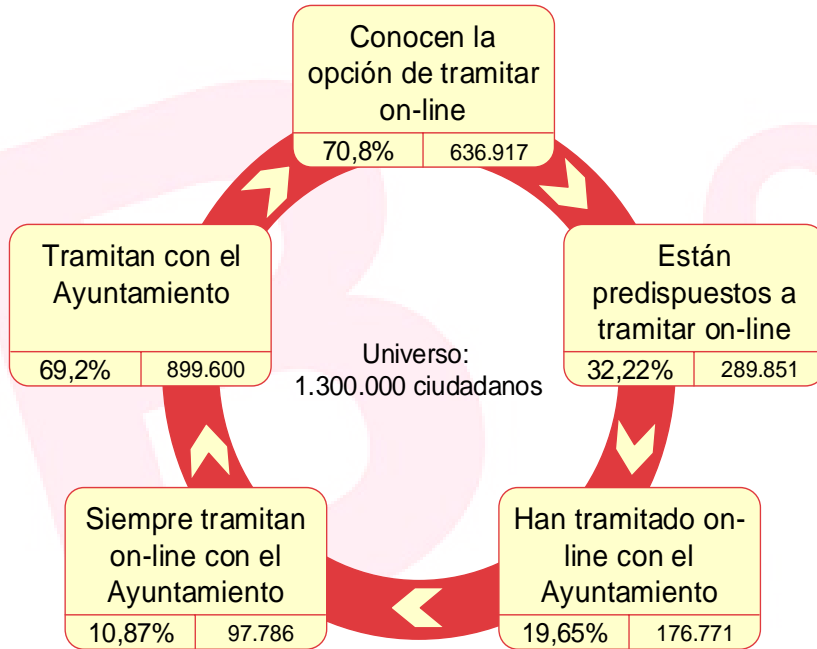 Conocen la
opción de tramitar
on-line
70,8% 636.917
Tramitan con el
Ayuntamiento
69,2% 899.600
Están
predispuestos a
tramitar on-line
32,22% 289.851
Universo:
1.300.000 ciudadanos
Siempre tramitan
on-line con el
Ayuntamiento
10,87% 97.786
Han tramitado on-
line con el
Ayuntamiento
19,65% 176.771